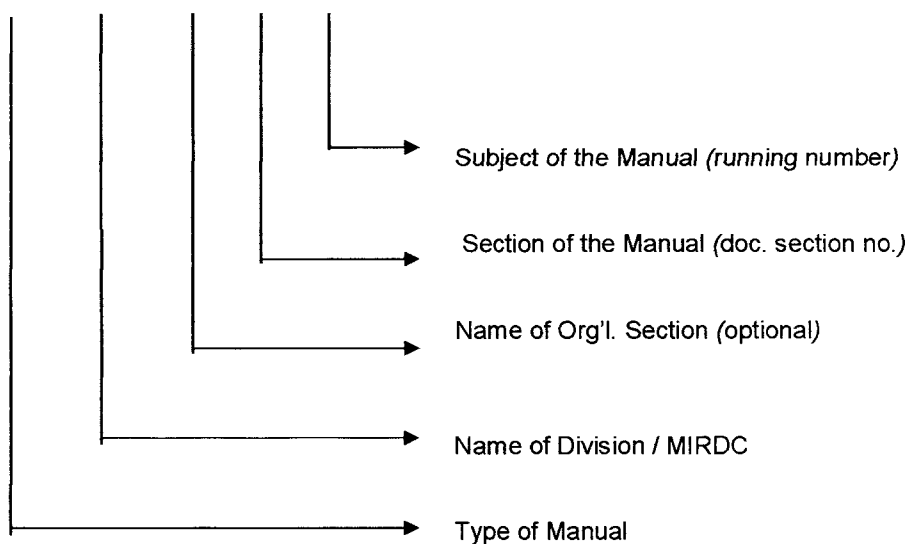 Subject of the Manual (running number)
Section of the Manual (doc. section no.)
Name of Org'l. Section (optional)
Name of Division / MIRDC
Type of Manual